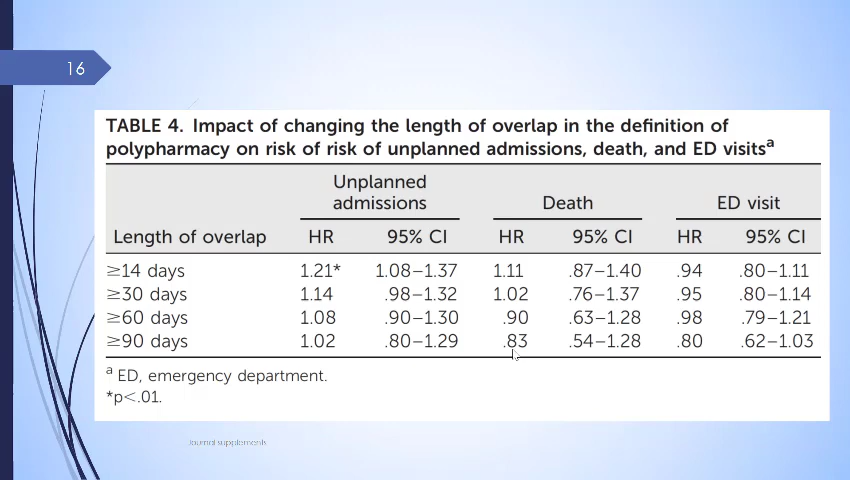 16
TABLE 4. Impact of changing the length of overlap in the definition of
polypharmacy on risk of risk of unplanned admissions, death, and ED visitsa
Unplanned
admissions Death ED visit
Length of overlap HR 95% CI HR 95% CI HR 95% CI
≥14 days 1.21* 1.08–1.37 1.11 .87–1.40 .94 .80–1.11
≥30 days 1.14 .98–1.32 1.02 .76–1.37 .95 .80–1.14
≥60 days 1.08 .90–1.30 .90 .63–1.28 .98 .79–1.21
≥90 days 1.02 .80–1.29 .83 .54–1.28 .80 .62–1.03
a ED, emergency department.
*p<.01.
Journal supplements